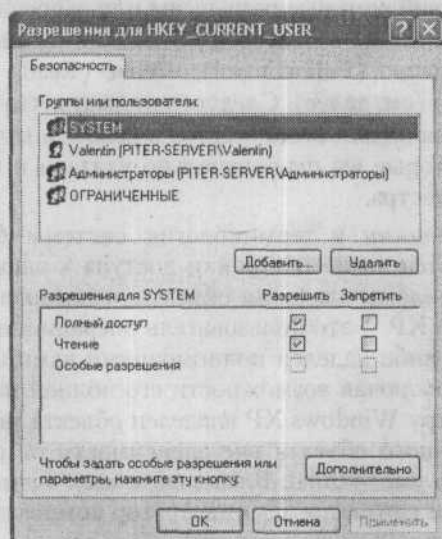 Разрешения для HKEY_CURRENT_USER
Безопасность
Группы или пользователи:
SYSTEM
Valentin (PITER-SERVER\Valentin)
Администраторы (PITER-SERVER\Администраторы)
ОГРАНИЧЕННЫЕ
Добавить... Удалить
Разрешения для SYSTEM Разрешить Запретить
Полный доступ
Чтение
Особые разрешения
Чтобы задать особые разрешения или
параметры, нажмите эту кнопку:
Дополнительно
OK Отмена Применить